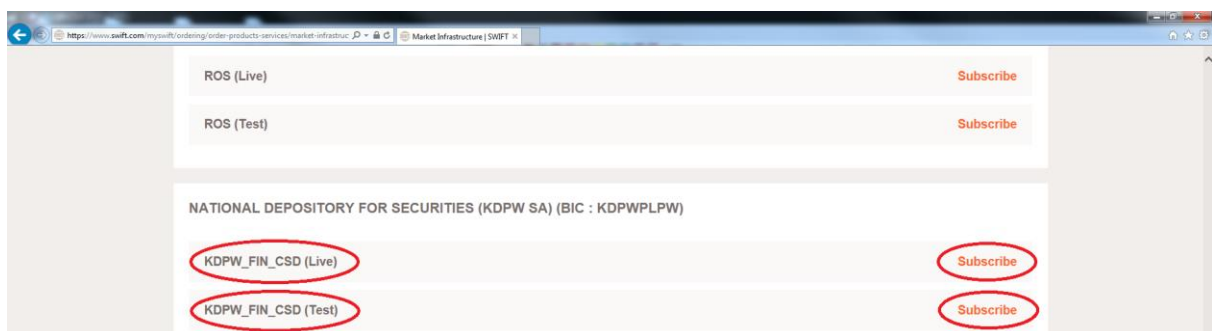 https://www.swift.com/myswift/ordering/order-products-services/market-infrastruc
Market Infrastructure | SWIFT
ROS (Live) Subscribe
ROS (Test) Subscribe
NATIONAL DEPOSITORY FOR SECURITIES (KDPW SA) (BIC : KDPWPLPW)
KDPW_FIN_CSD (Live) Subscribe
KDPW_FIN_CSD (Test) Subscribe